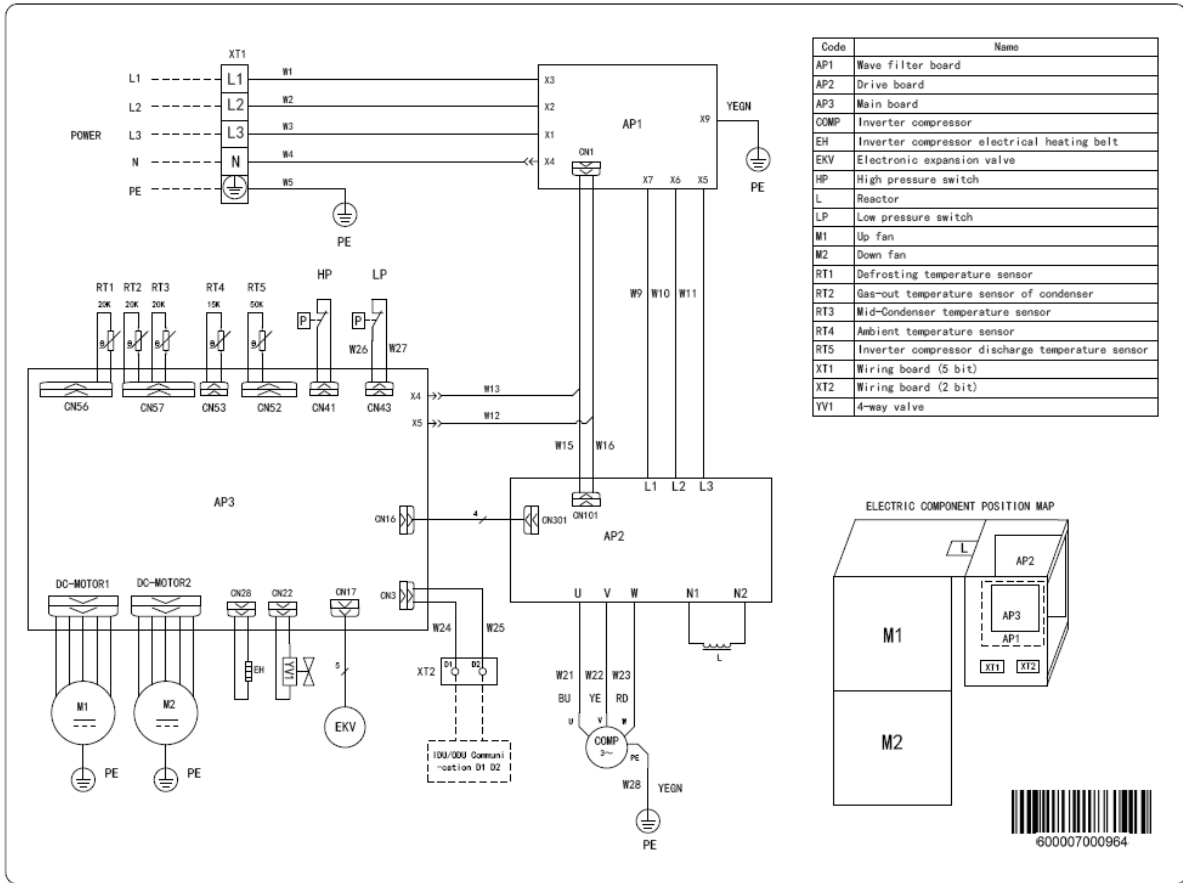 XT1
L1 L1 W1 X3
L2 L2 W2 X2
POWER L3 L3 W3 X1
N N W4 X4
PE W5
PE
AP1
CN1
X9
YEGN
PE
X7 X6 X5
W9 W10 W11
Code Name
AP1 Wave filter board
AP2 Drive board
AP3 Main board
COMP Inverter compressor
EH Inverter compressor electrical heating belt
EKV Electronic expansion valve
HP High pressure switch
L Reactor
LP Low pressure switch
M1 Up fan
M2 Down fan
RT1 Defrosting temperature sensor
RT2 Gas-out temperature sensor of condenser
RT3 Mid-Condenser temperature sensor
RT4 Ambient temperature sensor
RT5 Inverter compressor discharge temperature sensor
XT1 Wiring board (5 bit)
XT2 Wiring board (2 bit)
YV1 4-way valve
RT1 RT2 RT3 RT4 RT5 HP LP
20K 20K 20K 15K 50K
θ θ θ θ θ
P P
W26 W27
CN56 CN57 CN53 CN52 CN41 CN43
X4 W13
X5 W12
W15 W16
AP3
CN16 4 CN301
CN101
L1 L2 L3
AP2
U V W N1 N2
L
DC-MOTOR1 DC-MOTOR2 CN28 CN22 CN17 CN3
W24 W25
XT2 D1 D2
EH YV1 5
M1 M2 EKV
PE PE
IDU/ODU Communi
-cation D1 D2
W21 W22 W23
BU YE RD
U V W
COMP
3~
PE
W28 YEGN
PE
ELECTRIC COMPONENT POSITION MAP
L
AP2
AP3
AP1
XT1 XT2
M1
M2
600007000964